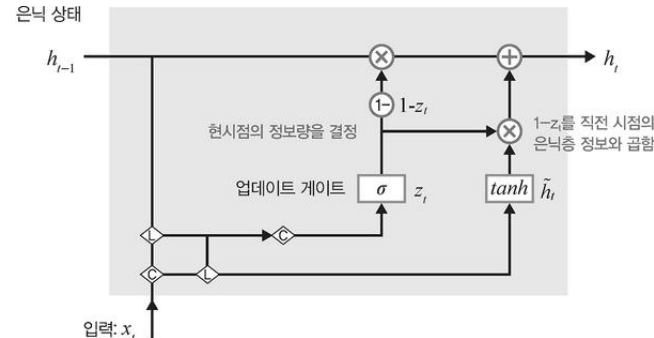 은닉 상태
h_{t-1}
h_t
1-
1-z_t
현시점의 정보량을 결정
1-z_t를 직전 시점의
은닉층 정보와 곱함
업데이트 게이트
σ
z_t
tanh
h̃_t
L
C
C
L
입력: x_t